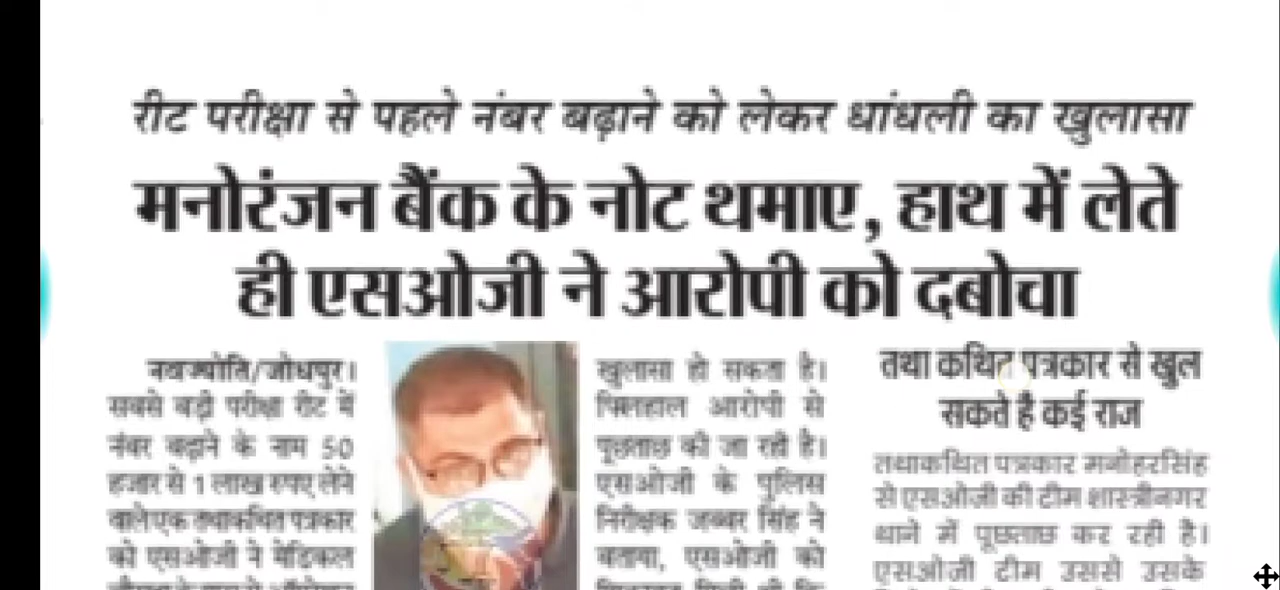 रीट परीक्षा से पहले नंबर बढ़ाने को लेकर धांधली का खुलासा
मनोरंजन बैंक के नोट थमाए, हाथ में लेते
ही एसओजी ने आरोपी को दबोचा
नवज्योति/जोधपुर।
सबसे बड़ी परीक्षा रीट में
नंबर बढ़ाने के नाम 50
हजार से 1 लाख रुपए लेने
वाले एक तथाकथित पत्रकार
को एसओजी ने मेडिकल
खुलासा हो सकता है।
फिलहाल आरोपी से
पूछताछ की जा रही है।
एसओजी के पुलिस
निरीक्षक जब्बर सिंह ने
बताया, एसओजी को
तथा कथित पत्रकार से खुल
सकते है कई राज
तथाकथित पत्रकार मनोहरसिंह
से एसओजी की टीम शास्त्रीनगर
थाने में पूछताछ कर रही है।
एसओजी टीम उससे उसके